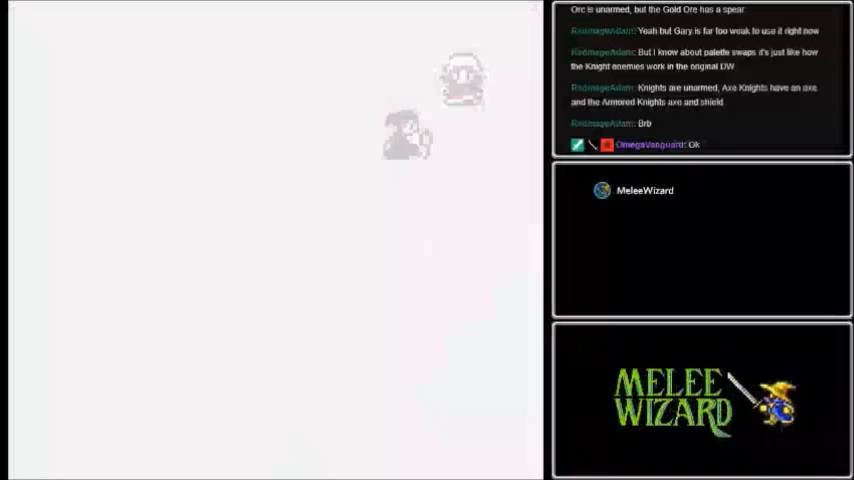 Orc is unarmed, but the Gold Ore has a spear
RedmageAdam: Yeah but Gary is far too weak to use it right now
RedmageAdam: But I know about palette swaps it's just like how
the Knight enemies work in the original DW
RedmageAdam: Knights are unarmed, Axe Knights have an axe
and the Armored Knights axe and shield
RedmageAdam: Brb
OmegaVanguard: Ok
MeleeWizard
MELEE
WIZARD